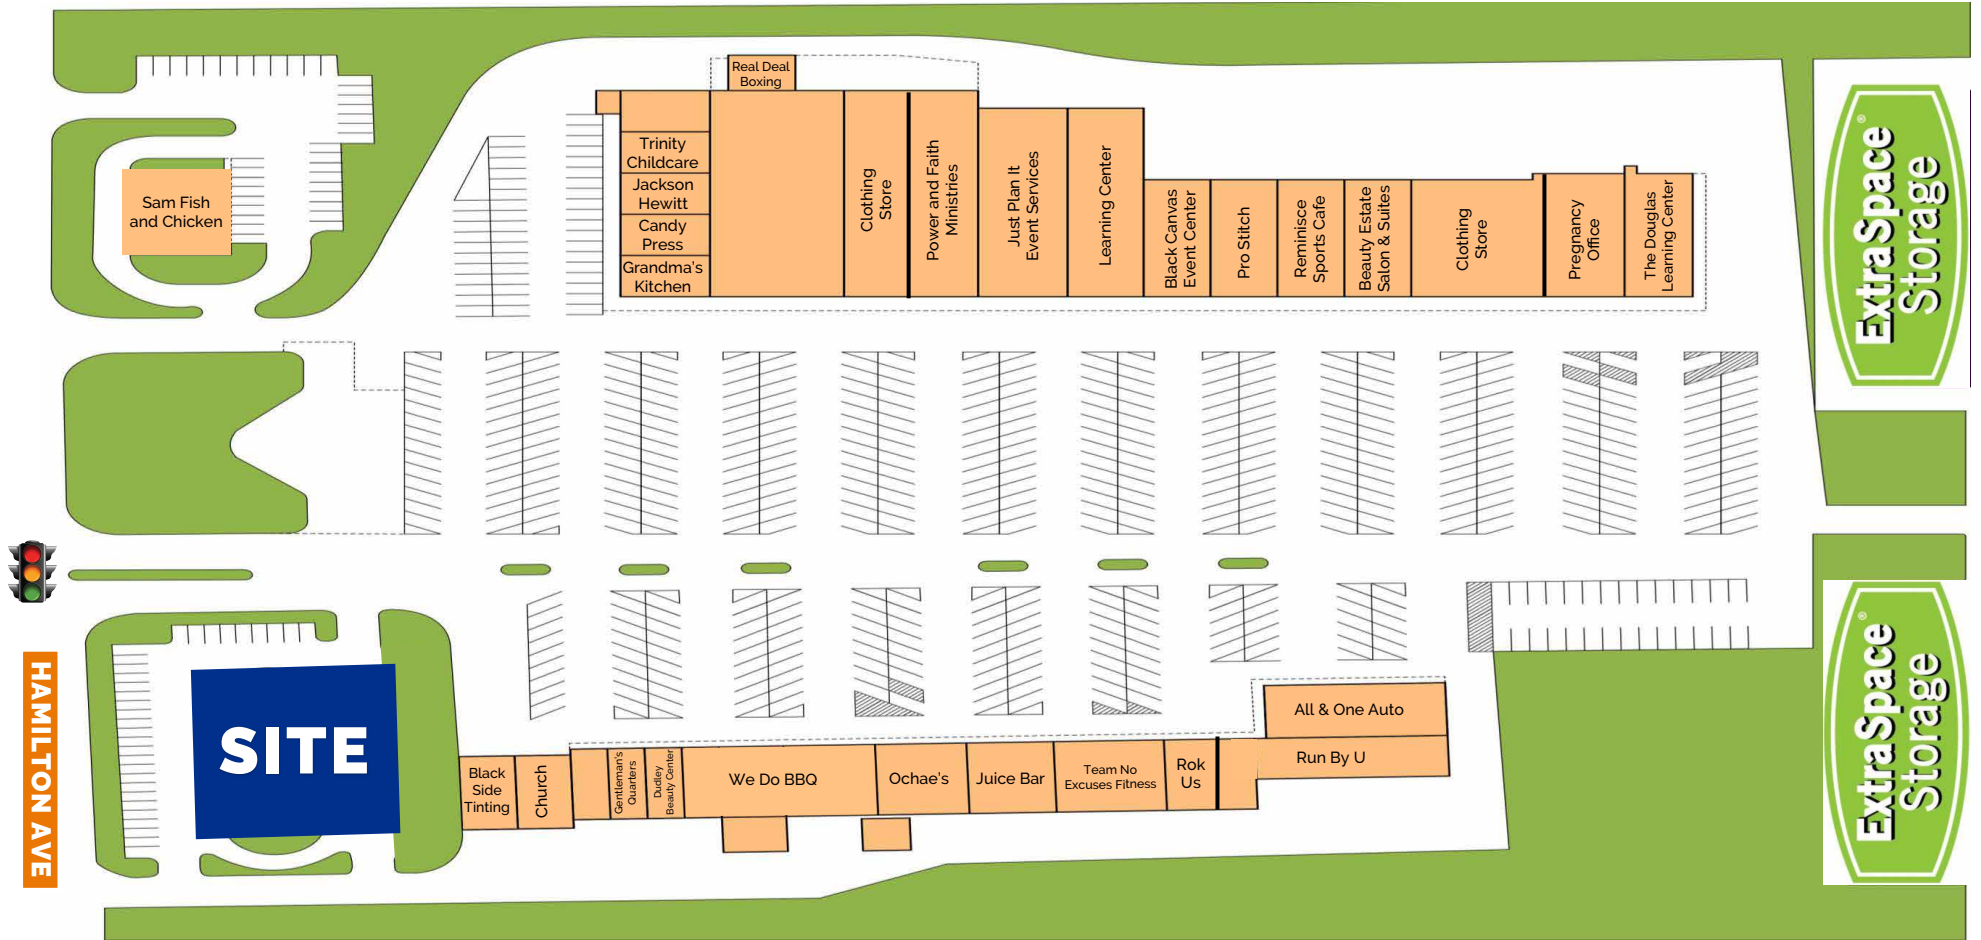 Real Deal
Boxing
Trinity
Childcare
Jackson
Hewitt
Candy
Press
Grandma's
Kitchen
Clothing
Store
Power and Faith
Ministries
Just Plan It
Event Services
Learning Center
Black Canvas
Event Center
Pro Stitch
Reminisce
Sports Cafe
Beauty Estate
Salon & Suites
Clothing
Store
Pregnancy
Office
The Douglas
Learning Center
ExtraSpace®
Storage
Sam Fish
and Chicken
HAMILTON AVE
SITE
Black
Side
Tinting
Church
Gentleman's
Quarters
Dudley
Beauty Center
We Do BBQ
Ochae's
Juice Bar
Team No
Excuses Fitness
Rok
Us
All & One Auto
Run By U
ExtraSpace®
Storage